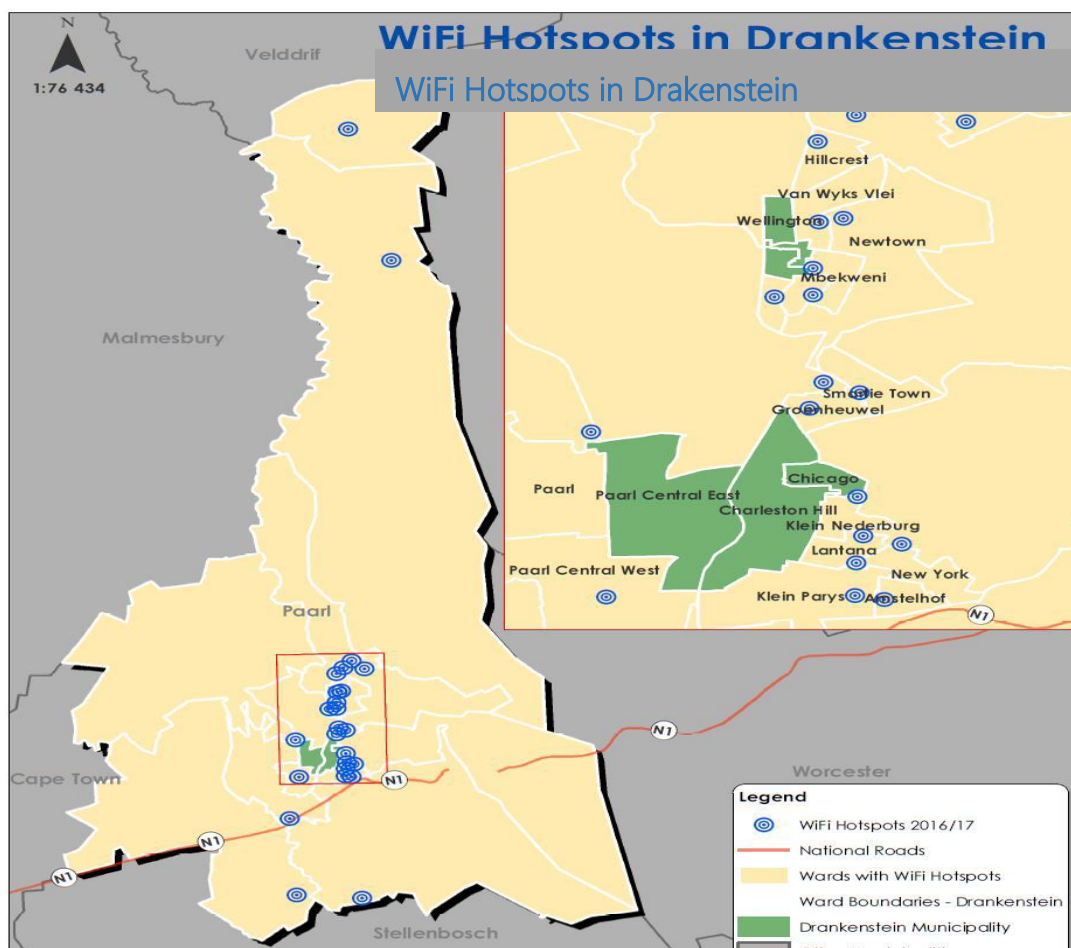 WiFi Hotspots in Drankenstein
WiFi Hotspots in Drakenstein
N
1:76 434
Velddrif
Malmesbury
Paarl
Cape Town
Stellenbosch
Worcester
N1
N1
N1
N1
Hillcrest
Van Wyks Vlei
Wellington
Newtown
Mbekweni
Smartie Town
Groenheuwel
Chicago
Paarl
Paarl Central East
Charleston Hill
Klein Nederburg
Lantana
Paarl Central West
New York
Klein Parys
Amstelhof
N1
Legend
WiFi Hotspots 2016/17
National Roads
Wards with WiFi Hotspots
Ward Boundaries - Drankenstein
Drankenstein Municipality